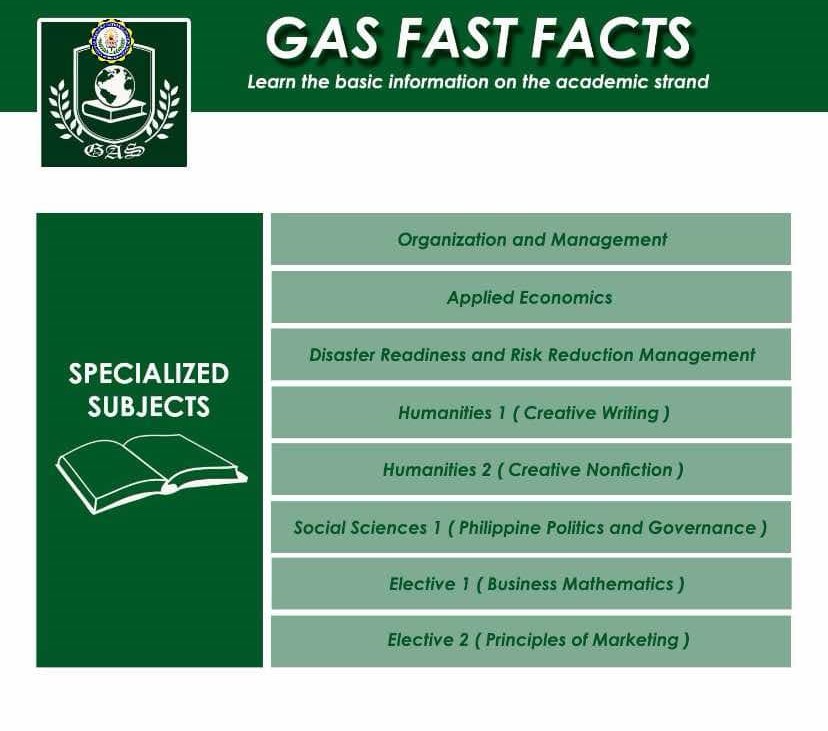 GAS FAST FACTS
Learn the basic information on the academic strand
GAS
SPECIALIZED
SUBJECTS
Organization and Management
Applied Economics
Disaster Readiness and Risk Reduction Management
Humanities 1 ( Creative Writing )
Humanities 2 ( Creative Nonfiction )
Social Sciences 1 ( Philippine Politics and Governance )
Elective 1 ( Business Mathematics )
Elective 2 ( Principles of Marketing )